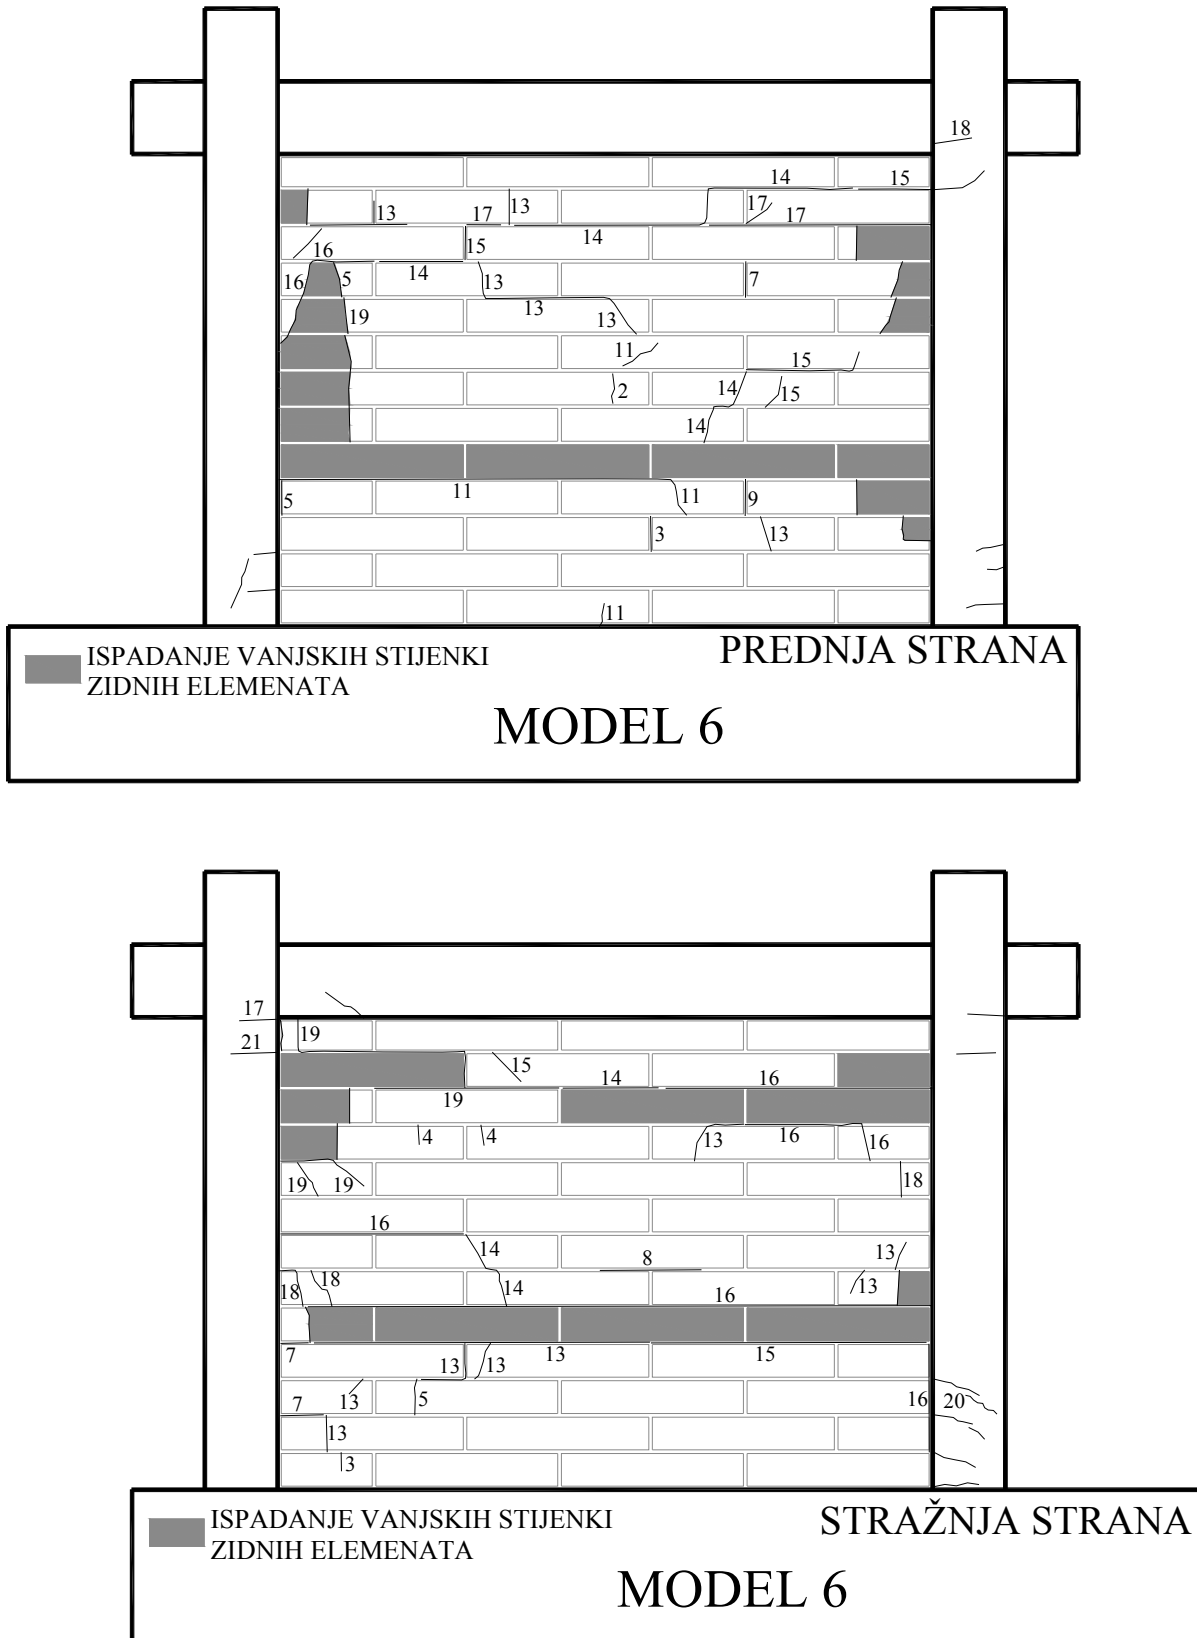 18
14 15
13 17 13 17 17
16 15 14
16 5 14 13 7
19 13 13
11 15
2 14 15
14
5 11 11 9
3 13
11
ISPADANJE VANJSKIH STIJENKI
ZIDNIH ELEMENATA
PREDNJA STRANA
MODEL 6
17
21 19
15 14 16
19
4 4 13 16 16
19 19 18
16
14 8 13
18 18 14 16 13
7 13 13 13 15
7 13 5 16 20
13
3
ISPADANJE VANJSKIH STIJENKI
ZIDNIH ELEMENATA
STRAŽNJA STRANA
MODEL 6